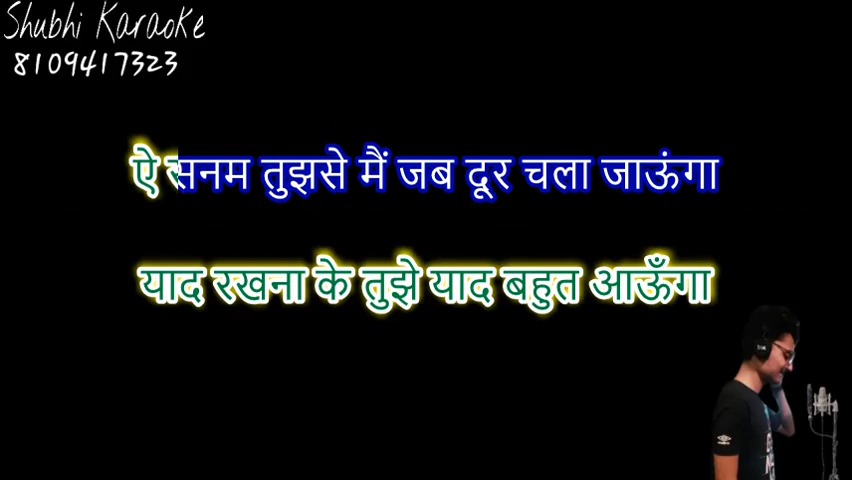 Shubhi Karaoke
8109417323
ऐ सनम तुझसे मैं जब दूर चला जाऊंगा
याद रखना के तुझे याद बहुत आऊँगा